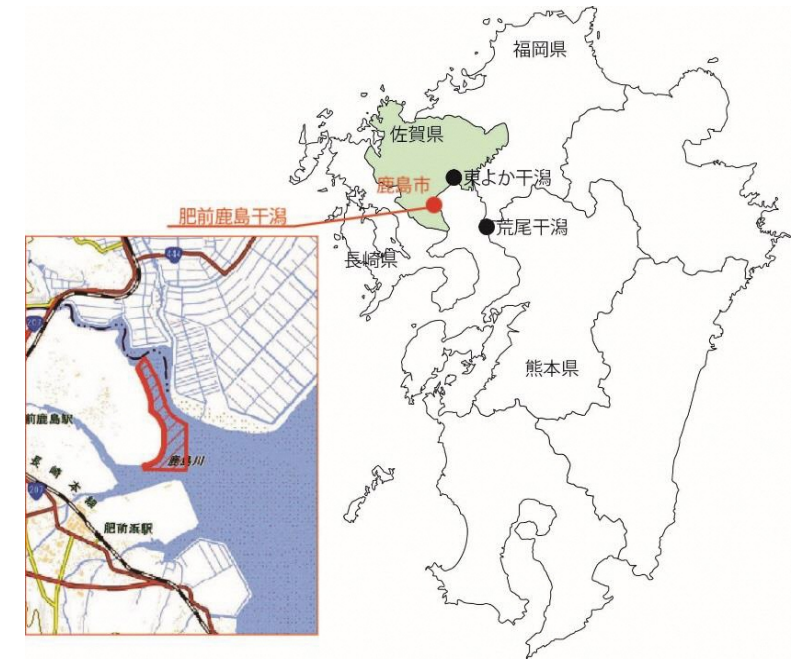 福岡県
佐賀県
東よか干潟
鹿島市
肥前鹿島干潟
荒尾干潟
長崎県
熊本県
444
207
前鹿島駅
鹿島川
長崎本線
207
肥前浜駅